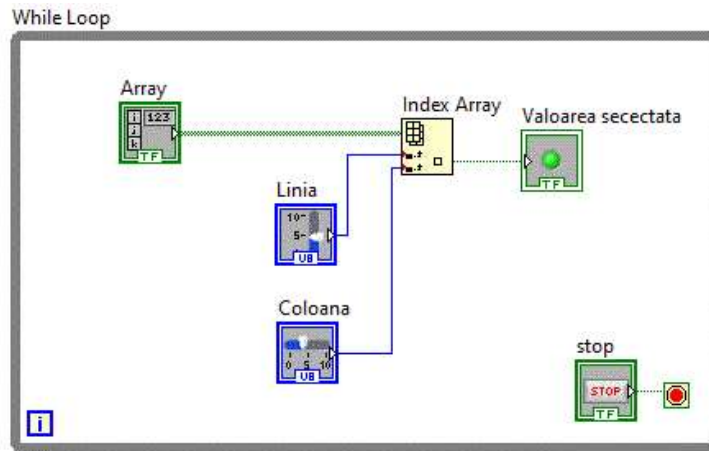 While Loop
Array
i 123
j
k
TF
Index Array
Valoarea secectata
TF
Linia
10
5
U8
Coloana
0 5 10
U8
stop
STOP
TF
i